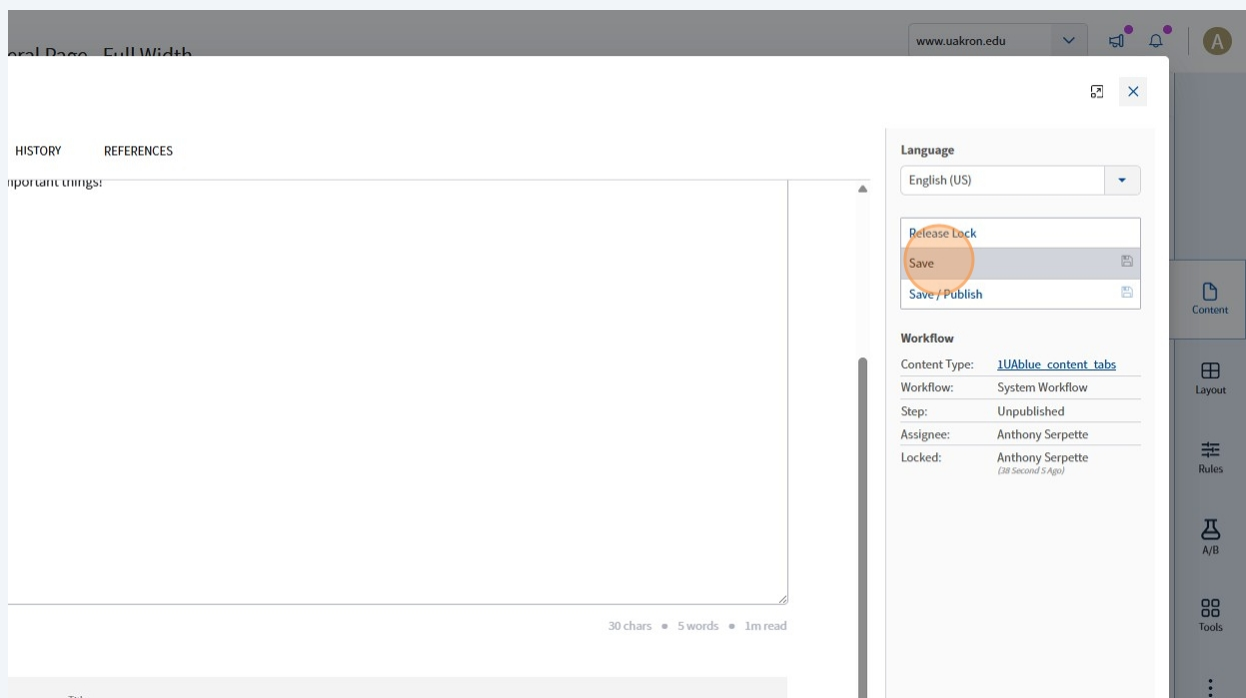 eral Page - Full Width
www.uakron.edu
A
HISTORY
REFERENCES
mportant things!
30 chars • 5 words • 1m read
Language
English (US)
Release Lock
Save
Save / Publish
Workflow
Content Type: 1UAblue_content_tabs
Workflow: System Workflow
Step: Unpublished
Assignee: Anthony Serpette
Locked: Anthony Serpette
(38 Second S Ago)
Content
Layout
Rules
A/B
Tools